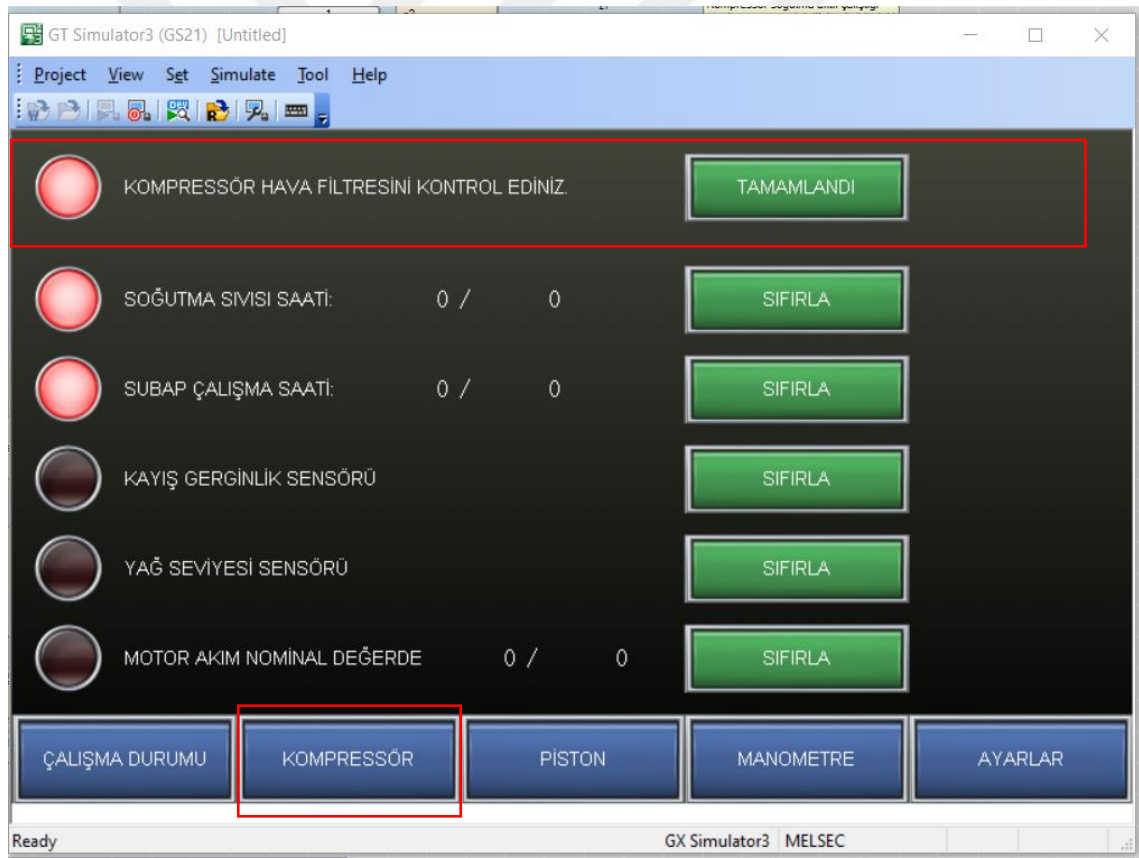 Kompressör soğutma
GT Simulator3 (GS21) [Untitled]
Project View Set Simulate Tool Help
KOMPRESSÖR HAVA FİLTRESİNİ KONTROL EDİNİZ. TAMAMLANDI
SOĞUTMA SIVISI SAATİ: 0 / 0 SIFIRLA
SUBAP ÇALIŞMA SAATİ: 0 / 0 SIFIRLA
KAYIŞ GERGİNLİK SENSÖRÜ SIFIRLA
YAĞ SEVİYESİ SENSÖRÜ SIFIRLA
MOTOR AKIM NOMİNAL DEĞERDE 0 / 0 SIFIRLA
ÇALIŞMA DURUMU KOMPRESSÖR PİSTON MANOMETRE AYARLAR
Ready GX Simulator3 MELSEC